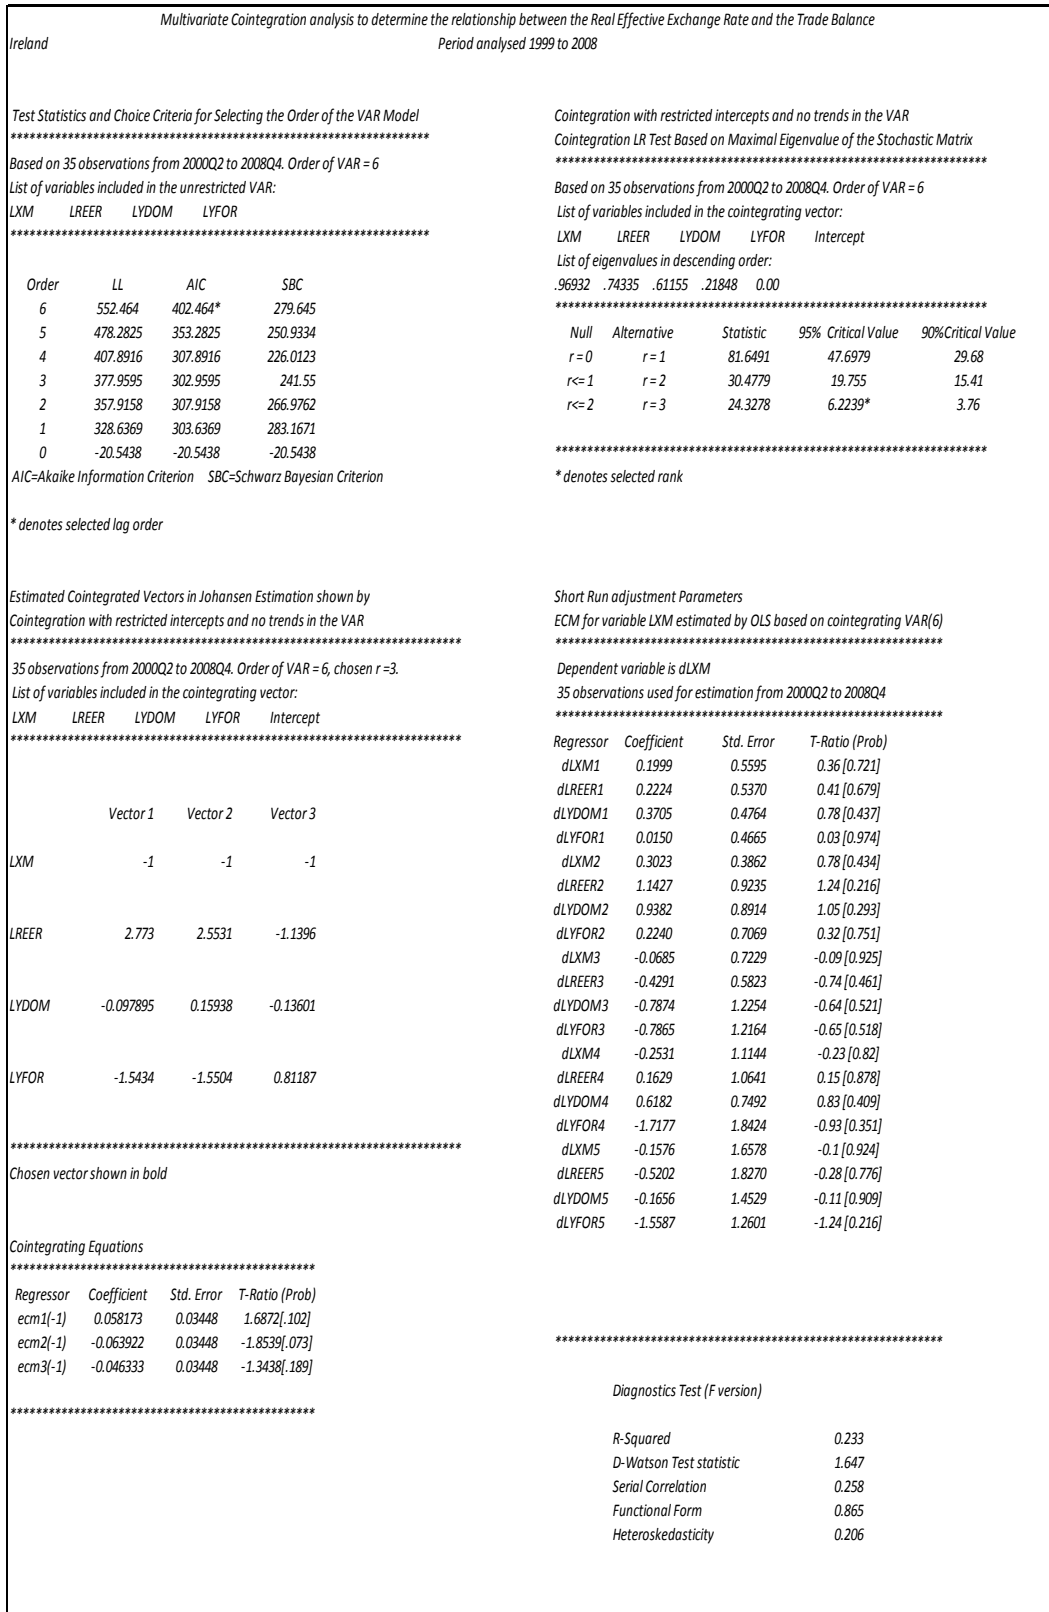 Multivariate Cointegration analysis to determine the relationship between the Real Effective Exchange Rate and the Trade Balance
Ireland Period analysed 1999 to 2008
Test Statistics and Choice Criteria for Selecting the Order of the VAR Model
*****************************************************************
Based on 35 observations from 2000Q2 to 2008Q4. Order of VAR = 6
List of variables included in the unrestricted VAR:
LXM LREER LYDOM LYFOR
*****************************************************************
Order LL AIC SBC
6 552.464 402.464* 279.645
5 478.2825 353.2825 250.9334
4 407.8916 307.8916 226.0123
3 377.9595 302.9595 241.55
2 357.9158 307.9158 266.9762
1 328.6369 303.6369 283.1671
0 -20.5438 -20.5438 -20.5438
AIC=Akaike Information Criterion SBC=Schwarz Bayesian Criterion
* denotes selected lag order
Cointegration with restricted intercepts and no trends in the VAR
Cointegration LR Test Based on Maximal Eigenvalue of the Stochastic Matrix
*******************************************************************
Based on 35 observations from 2000Q2 to 2008Q4. Order of VAR = 6
List of variables included in the cointegrating vector:
LXM LREER LYDOM LYFOR Intercept
List of eigenvalues in descending order:
.96932 .74335 .61155 .21848 0.00
*******************************************************************
Null Alternative Statistic 95% Critical Value 90%Critical Value
r = 0 r = 1 81.6491 47.6979 29.68
r<= 1 r = 2 30.4779 19.755 15.41
r<= 2 r = 3 24.3278 6.2239* 3.76
*******************************************************************
* denotes selected rank
Estimated Cointegrated Vectors in Johansen Estimation shown by
Cointegration with restricted intercepts and no trends in the VAR
**********************************************************************
35 observations from 2000Q2 to 2008Q4. Order of VAR = 6, chosen r =3.
List of variables included in the cointegrating vector:
LXM LREER LYDOM LYFOR Intercept
**********************************************************************
Vector 1 Vector 2 Vector 3
LXM -1 -1 -1
LREER 2.773 2.5531 -1.1396
LYDOM -0.097895 0.15938 -0.13601
LYFOR -1.5434 -1.5504 0.81187
**********************************************************************
Chosen vector shown in bold
Cointegrating Equations
***********************************************
Regressor Coefficient Std. Error T-Ratio (Prob)
ecm1(-1) 0.058173 0.03448 1.6872[.102]
ecm2(-1) -0.063922 0.03448 -1.8539[.073]
ecm3(-1) -0.046333 0.03448 -1.3438[.189]
***********************************************
Short Run adjustment Parameters
ECM for variable LXM estimated by OLS based on cointegrating VAR(6)
************************************************************
Dependent variable is dLXM
35 observations used for estimation from 2000Q2 to 2008Q4
************************************************************
Regressor Coefficient Std. Error T-Ratio (Prob)
dLXM1 0.1999 0.5595 0.36 [0.721]
dLREER1 0.2224 0.5370 0.41 [0.679]
dLYDOM1 0.3705 0.4764 0.78 [0.437]
dLYFOR1 0.0150 0.4665 0.03 [0.974]
dLXM2 0.3023 0.3862 0.78 [0.434]
dLREER2 1.1427 0.9235 1.24 [0.216]
dLYDOM2 0.9382 0.8914 1.05 [0.293]
dLYFOR2 0.2240 0.7069 0.32 [0.751]
dLXM3 -0.0685 0.7229 -0.09 [0.925]
dLREER3 -0.4291 0.5823 -0.74 [0.461]
dLYDOM3 -0.7874 1.2254 -0.64 [0.521]
dLYFOR3 -0.7865 1.2164 -0.65 [0.518]
dLXM4 -0.2531 1.1144 -0.23 [0.82]
dLREER4 0.1629 1.0641 0.15 [0.878]
dLYDOM4 0.6182 0.7492 0.83 [0.409]
dLYFOR4 -1.7177 1.8424 -0.93 [0.351]
dLXM5 -0.1576 1.6578 -0.1 [0.924]
dLREER5 -0.5202 1.8270 -0.28 [0.776]
dLYDOM5 -0.1656 1.4529 -0.11 [0.909]
dLYFOR5 -1.5587 1.2601 -1.24 [0.216]
************************************************************
Diagnostics Test (F version)
R-Squared 0.233
D-Watson Test statistic 1.647
Serial Correlation 0.258
Functional Form 0.865
Heteroskedasticity 0.206